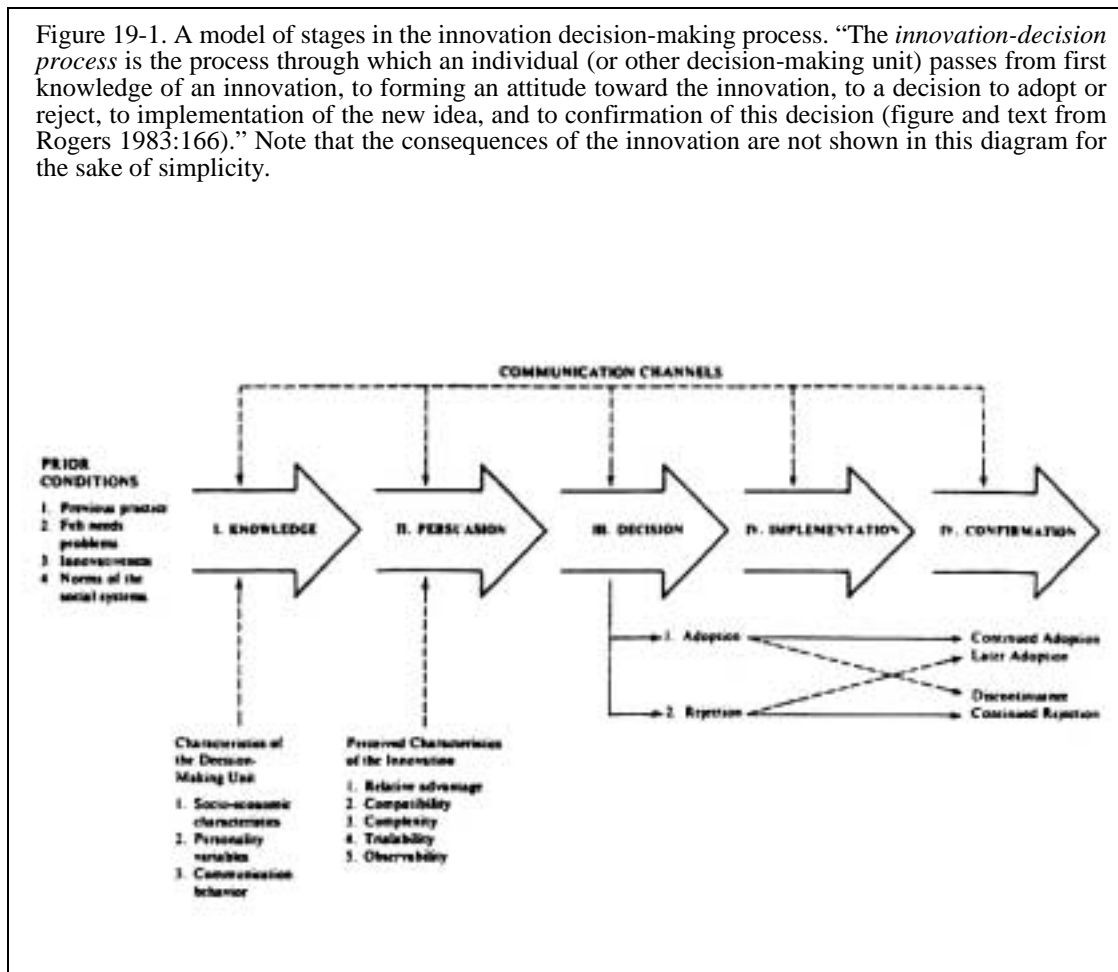 Figure 19-1. A model of stages in the innovation decision-making process. “The innovation-decision
process is the process through which an individual (or other decision-making unit) passes from first
knowledge of an innovation, to forming an attitude toward the innovation, to a decision to adopt or
reject, to implementation of the new idea, and to confirmation of this decision (figure and text from
Rogers 1983:166).” Note that the consequences of the innovation are not shown in this diagram for
the sake of simplicity.
COMMUNICATION CHANNELS
PRIOR
CONDITIONS
1. Previous practice
2. Felt needs
problems
3. Innovativeness
4. Norms of the
social systems
I. KNOWLEDGE
II. PERSUASION
III. DECISION
IV. IMPLEMENTATION
IV. CONFIRMATION
1. Adoption
2. Rejection
Continued Adoption
Later Adoption
Discontinuance
Continued Rejection
Characteristics of
the Decision-
Making Unit
1. Socio-economic
characteristics
2. Personality
variables
3. Communication
behavior
Perceived Characteristics
of the Innovation
1. Relative advantage
2. Compatibility
3. Complexity
4. Trialability
5. Observability